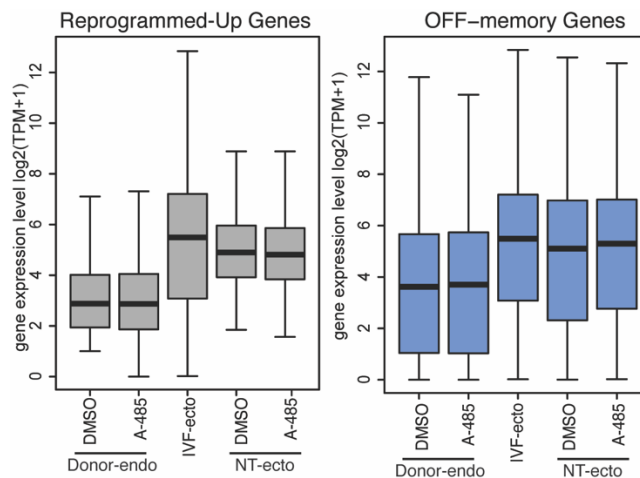 Reprogrammed-Up Genes
gene expression level log2(TPM+1)
0 2 4 6 8 10 12
DMSO
A-485
IVF-ecto
DMSO
A-485
Donor-endo
NT-ecto
OFF−memory Genes
gene expression level log2(TPM+1)
0 2 4 6 8 10 12
DMSO
A-485
IVF-ecto
DMSO
A-485
Donor-endo
NT-ecto